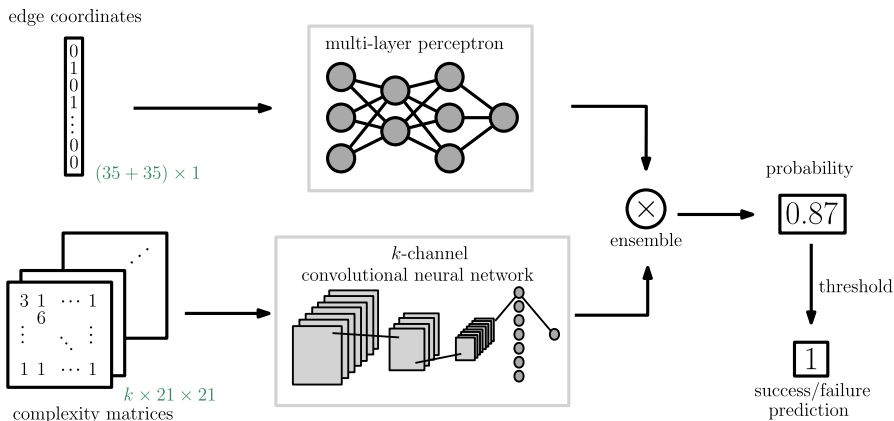 edge coordinates
0
1
0
1
⋮
0
0
(35 + 35) × 1
multi-layer perceptron
×
ensemble
probability
0.87
threshold
1
success/failure
prediction
k-channel
convolutional neural network
⋱
3 1 ⋯ 1
6
⋮ ⋱ ⋮
1 1 ⋯ 1
k × 21 × 21
complexity matrices